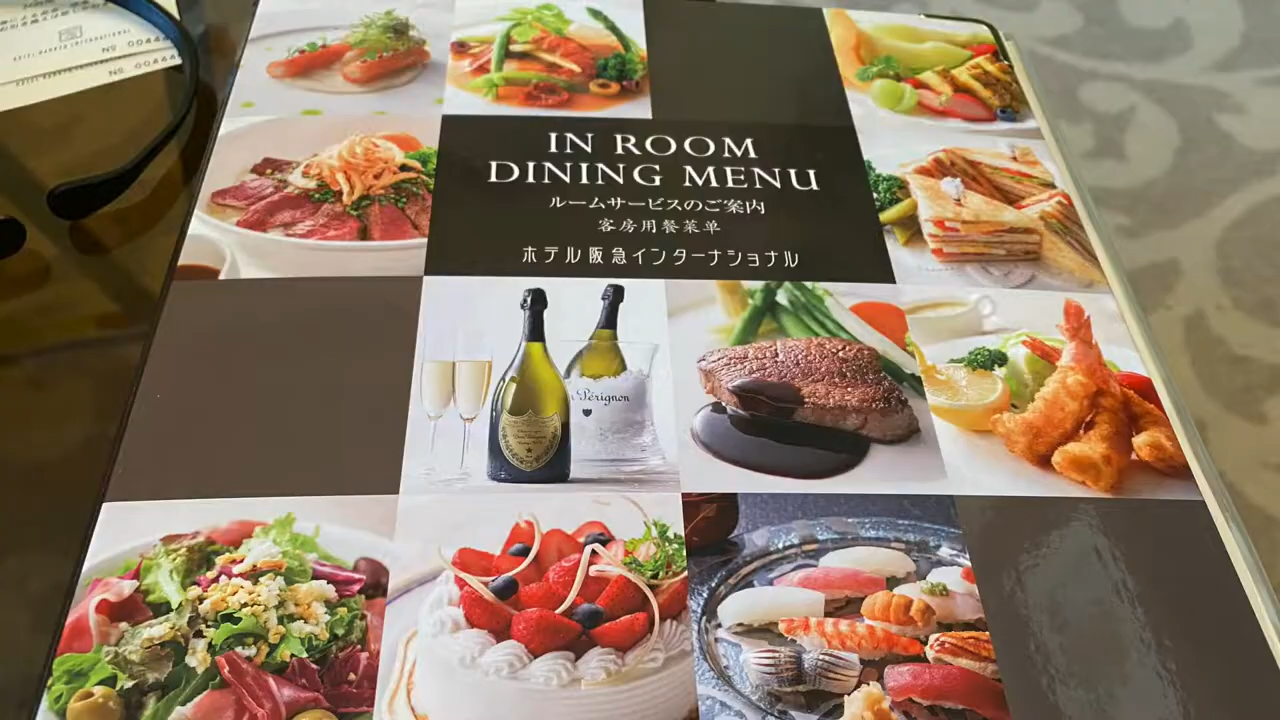 IN ROOM
DINING MENU
ルームサービスのご案内
客房用餐菜单
ホテル阪急インターナショナル
Pérignon